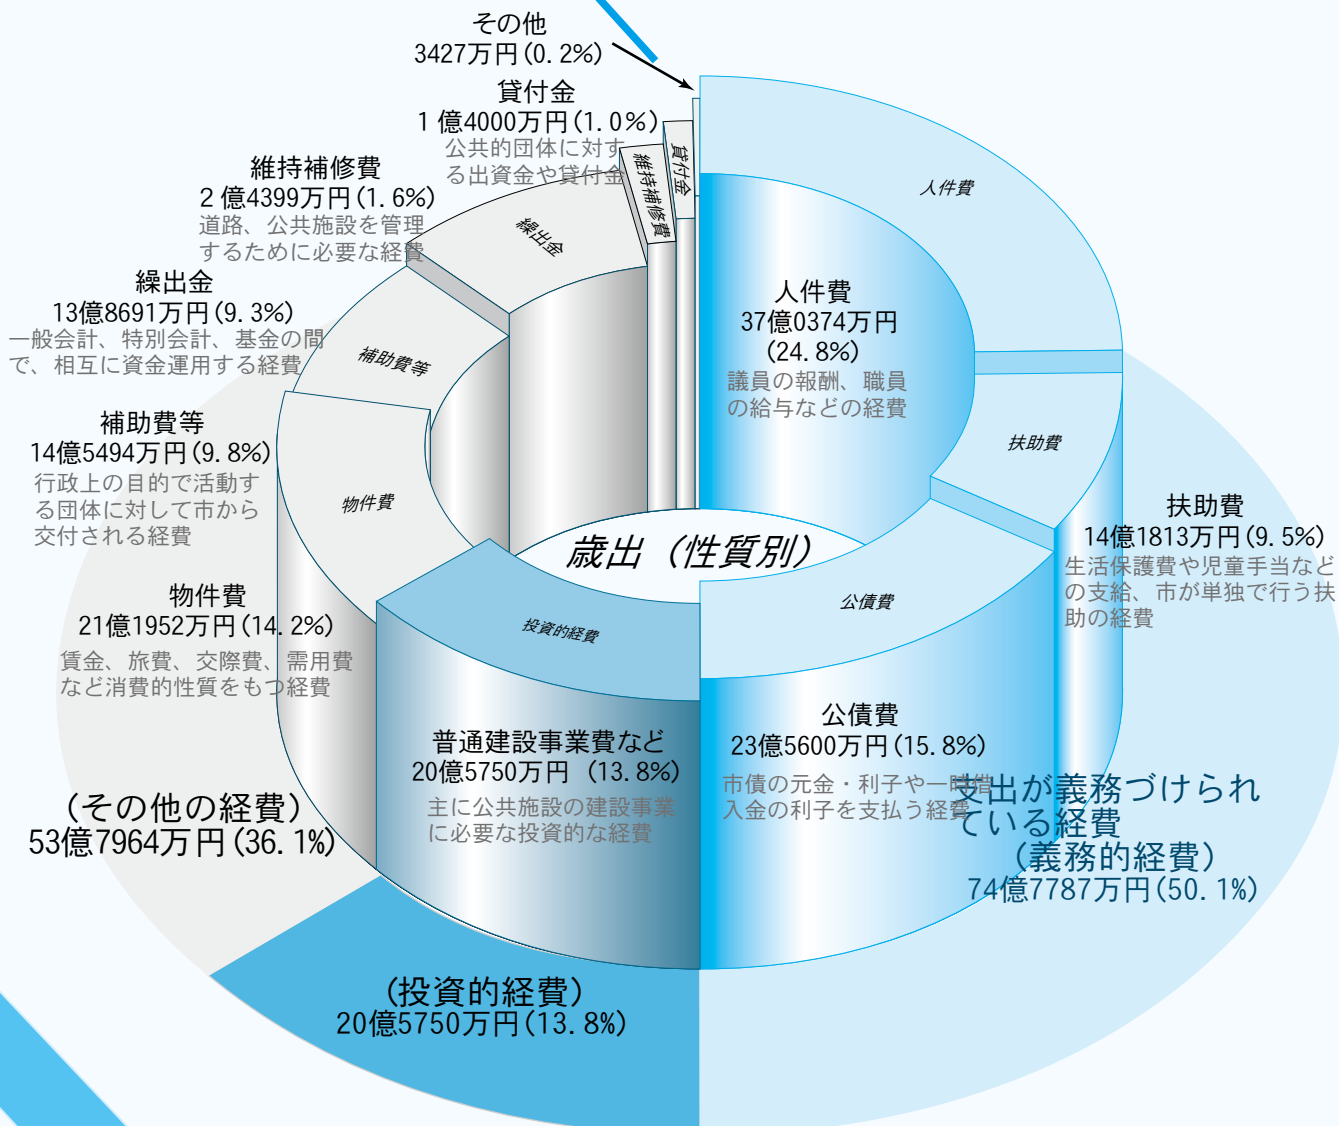 その他
3427万円(0.2%)
貸付金
1億4000万円(1.0%)
公共的団体に対す
る出資金や貸付金
維持補修費
2億4399万円(1.6%)
道路、公共施設を管理
するために必要な経費
繰出金
13億8691万円(9.3%)
一般会計、特別会計、基金の間
で、相互に資金運用する経費
補助費等
14億5494万円(9.8%)
行政上の目的で活動す
る団体に対して市から
交付される経費
物件費
21億1952万円(14.2%)
賃金、旅費、交際費、需用費
など消費的性質をもつ経費
(その他の経費)
53億7964万円(36.1%)
貸付金
維持補修費
繰出金
補助費等
物件費
投資的経費
人件費
扶助費
公債費
歳出(性質別)
人件費
37億0374万円
(24.8%)
議員の報酬、職員
の給与などの経費
扶助費
14億1813万円(9.5%)
生活保護費や児童手当など
の支給、市が単独で行う扶
助の経費
公債費
23億5600万円(15.8%)
市債の元金・利子や一時借
入金の利子を支払う経費
普通建設事業費など
20億5750万円(13.8%)
主に公共施設の建設事業
に必要な投資的な経費
支出が義務づけられ
ている経費
(義務的経費)
74億7787万円(50.1%)
(投資的経費)
20億5750万円(13.8%)